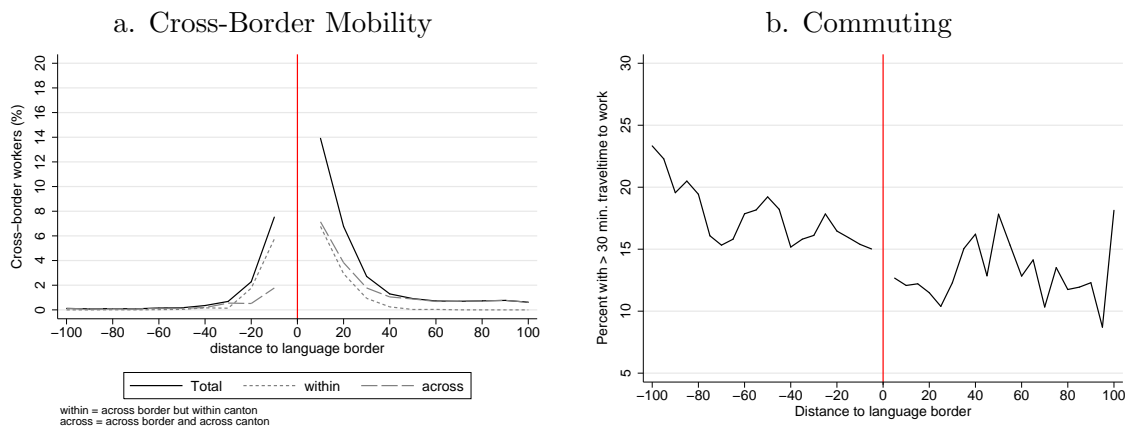 a. Cross-Border Mobility
Cross−border workers (%)
20
18
16
14
12
10
8
6
4
2
0
−100 −80 −60 −40 −20 0 20 40 60 80 100
distance to language border
Total within across
within = across border but within canton
across = across border and across canton
b. Commuting
Percent with > 30 min. traveltime to work
30
25
20
15
10
5
−100 −80 −60 −40 −20 0 20 40 60 80 100
Distance to language border